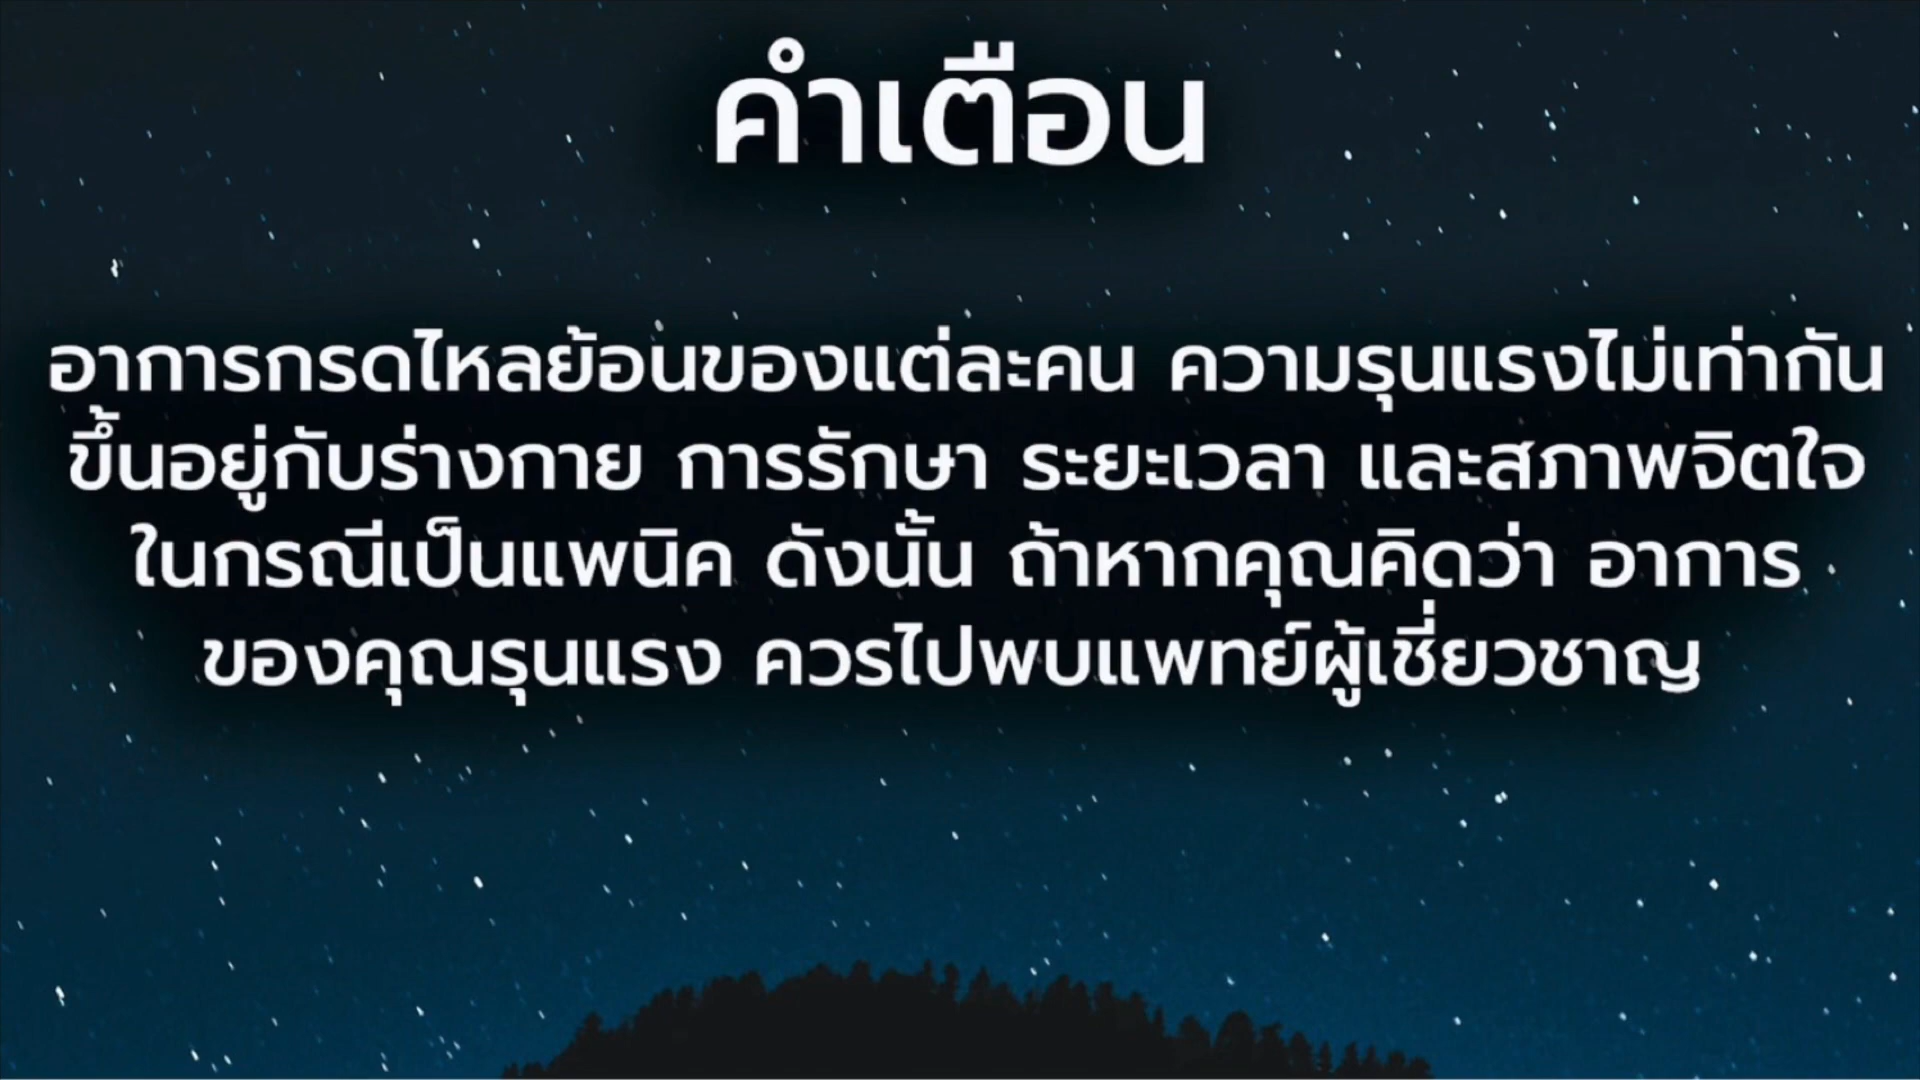 คำเตือน
อาการกรดไหลย้อนของแต่ละคน ความรุนแรงไม่เท่ากัน
ขึ้นอยู่กับร่างกาย การรักษา ระยะเวลา และสภาพจิตใจ
ในกรณีเป็นแพนิค ดังนั้น ถ้าหากคุณคิดว่า อาการ
ของคุณรุนแรง ควรไปพบแพทย์ผู้เชี่ยวชาญ